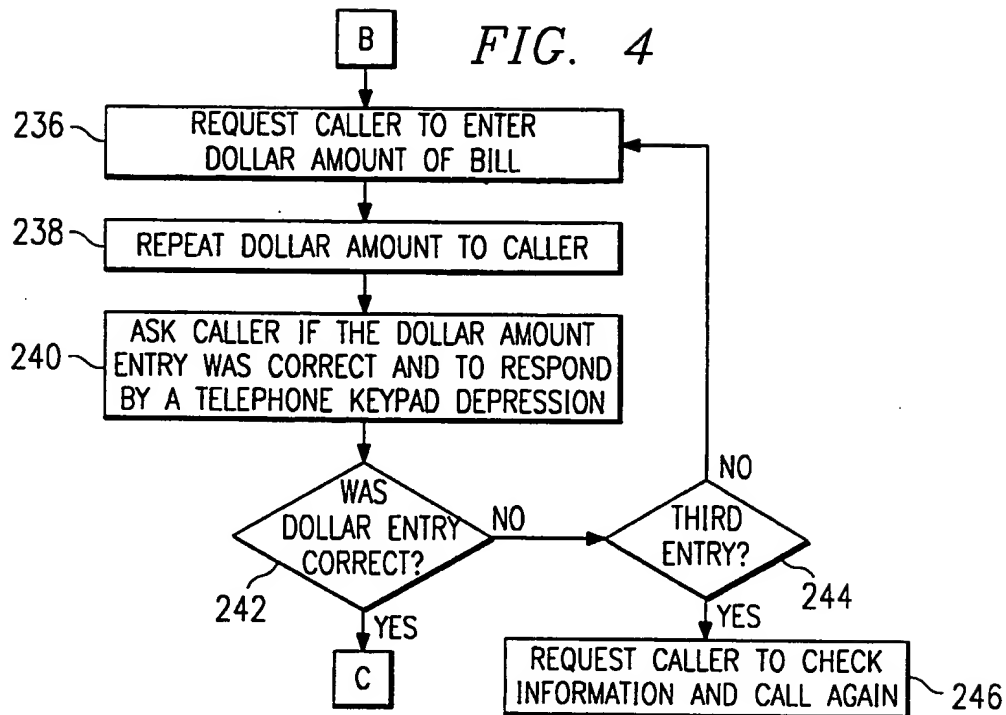 B
FIG. 4
236
REQUEST CALLER TO ENTER
DOLLAR AMOUNT OF BILL
238
REPEAT DOLLAR AMOUNT TO CALLER
240
ASK CALLER IF THE DOLLAR AMOUNT
ENTRY WAS CORRECT AND TO RESPOND
BY A TELEPHONE KEYPAD DEPRESSION
WAS
DOLLAR ENTRY
CORRECT?
242
NO
YES
C
THIRD
ENTRY?
244
NO
YES
REQUEST CALLER TO CHECK
INFORMATION AND CALL AGAIN
246